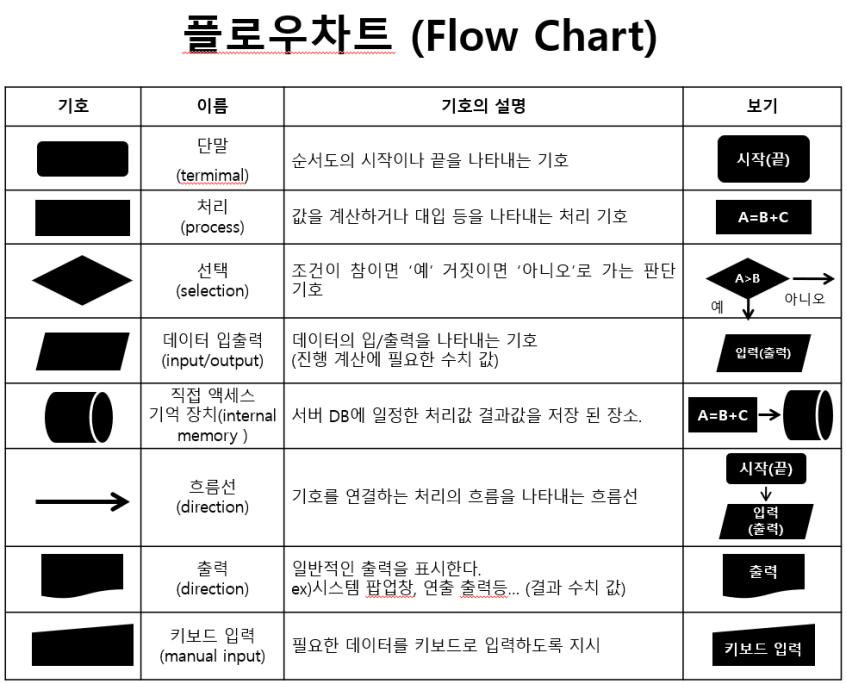 플로우차트 (Flow Chart)
기호 이름 기호의 설명 보기
단말
(termimal)
순서도의 시작이나 끝을 나타내는 기호
시작(끝)
처리
(process)
값을 계산하거나 대입 등을 나타내는 처리 기호
A=B+C
선택
(selection)
조건이 참이면 ‘예’ 거짓이면 ‘아니오’로 가는 판단
기호
A>B
예
아니오
데이터 입출력
(input/output)
데이터의 입/출력을 나타내는 기호
(진행 계산에 필요한 수치 값)
입력(출력)
직접 액세스
기억 장치(internal
memory )
서버 DB에 일정한 처리값 결과값을 저장 된 장소.
A=B+C
흐름선
(direction)
기호를 연결하는 처리의 흐름을 나타내는 흐름선
시작(끝)
입력
(출력)
출력
(direction)
일반적인 출력을 표시한다.
ex)시스템 팝업창, 연출 출력등... (결과 수치 값)
출력
키보드 입력
(manual input)
필요한 데이터를 키보드로 입력하도록 지시
키보드 입력